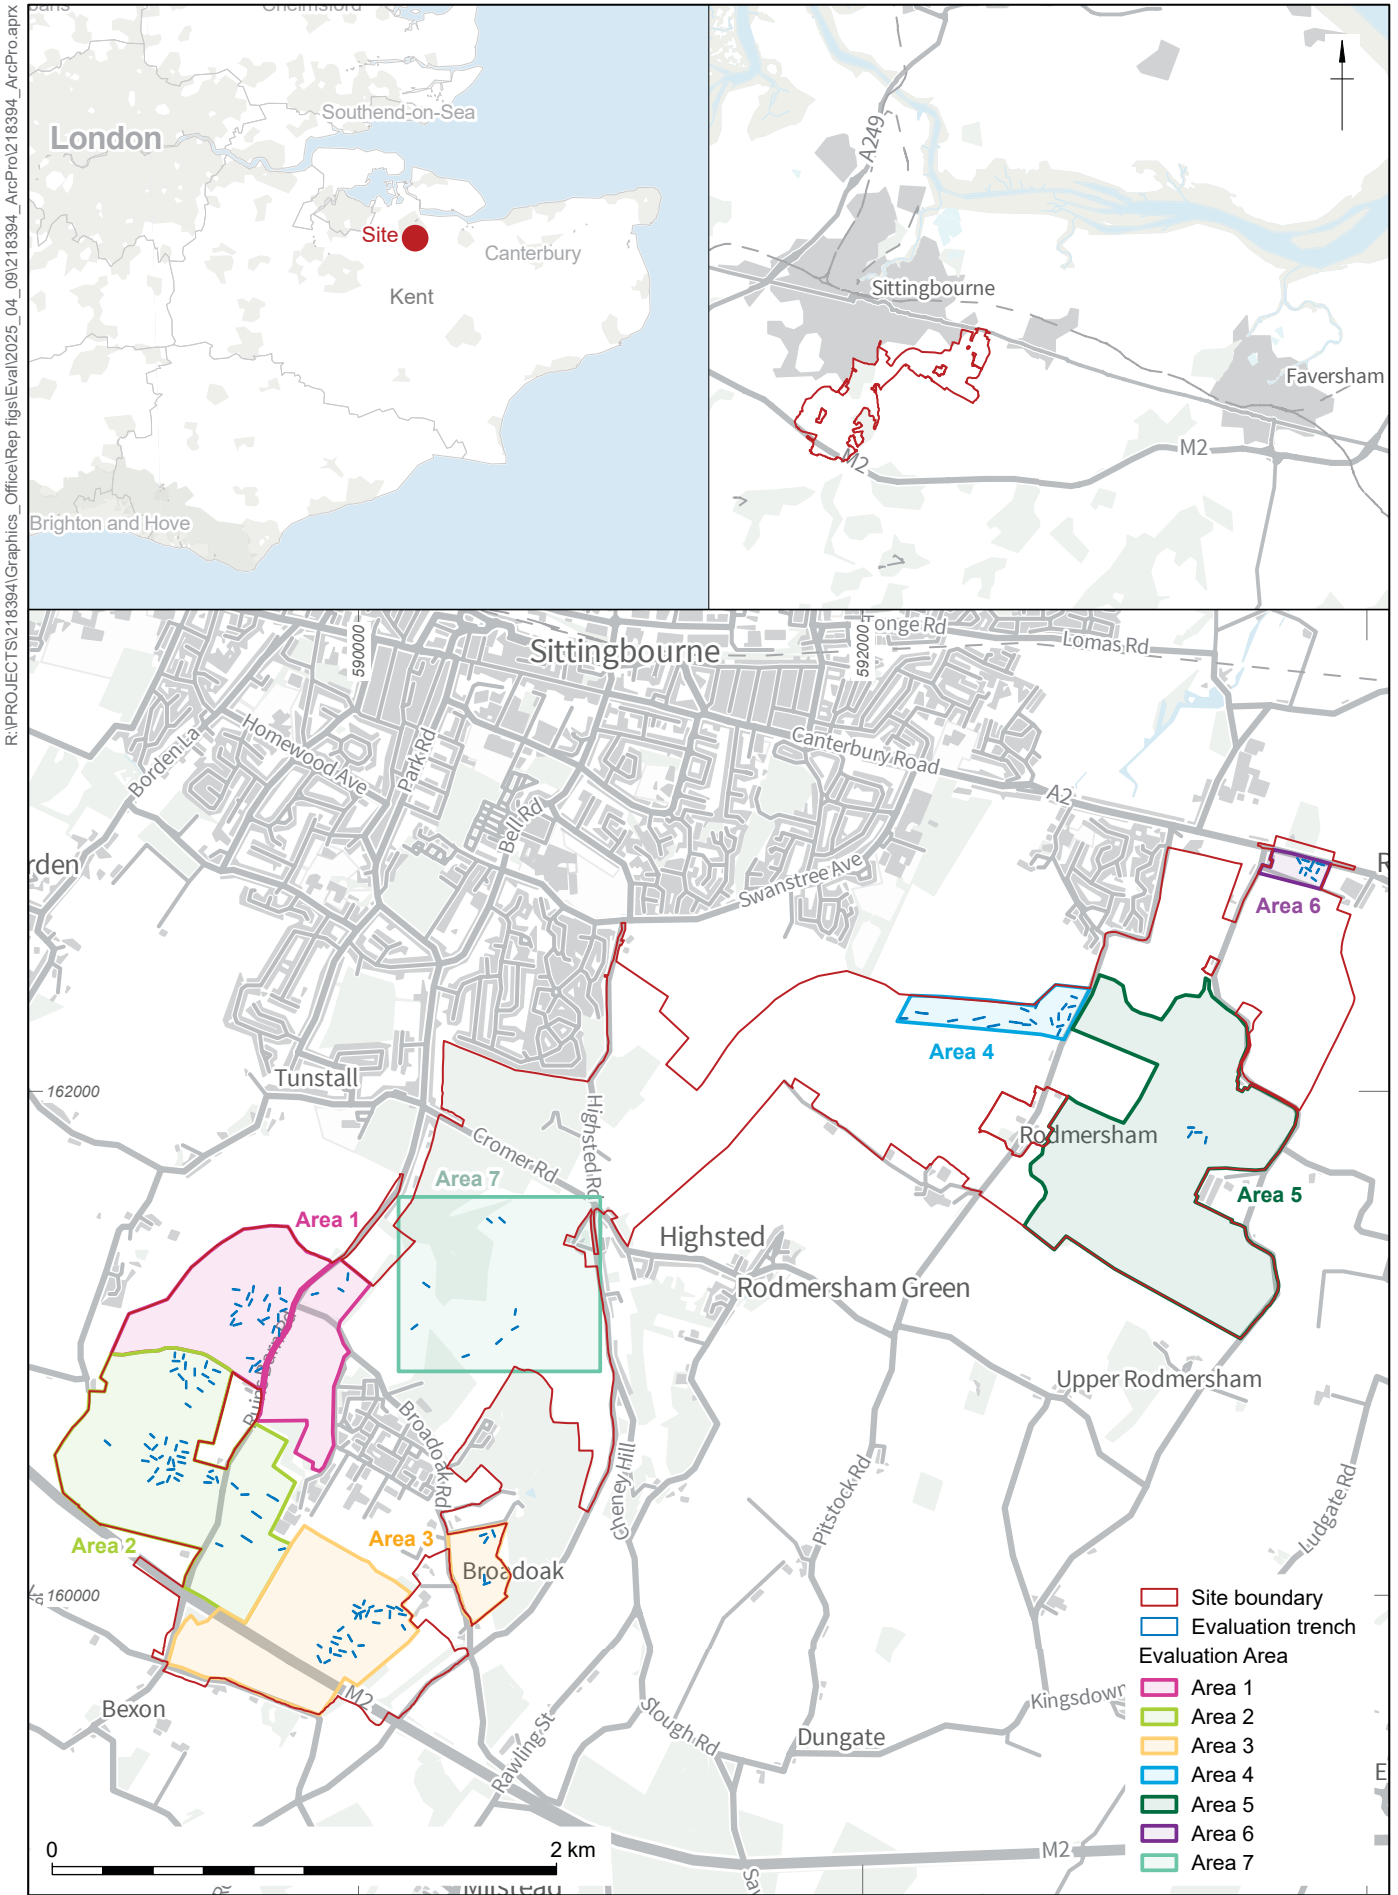 R:\PROJECTS\218394\Graphics_Office\Rep figs\Eval\2025_04_09\218394_ArcPro\218394_ArcPro.aprx
Chelmsford
Southend-on-Sea
London
Site
Canterbury
Kent
Brighton and Hove
A249
Sittingbourne
Faversham
M2
M2
590000
592000
Tonge Rd
Lomas Rd
Sittingbourne
Homewood Ave
Borden La
Park Rd
Canterbury Road
A2
Bell Rd
rden
R
Swanstree Ave
Area 6
Area 4
Tunstall
162000
Highsted Rd
Cromer Rd
Rodmersham
Area 7
Area 5
Area 1
Highsted
Rodmersham Green
Upper Rodmersham
Broadoak Rd
Cheney Hill
Pitstock Rd
Ludgate Rd
Area 3
Area 2
Broadoak
160000
Site boundary
Evaluation trench
Evaluation Area
Area 1
Area 2
Area 3
Area 4
Area 5
Area 6
Area 7
M2
Bexon
Kingsdown
Slough Rd
Dungate
Rawling St
E
0
2 km
M2
Sav
Milstead